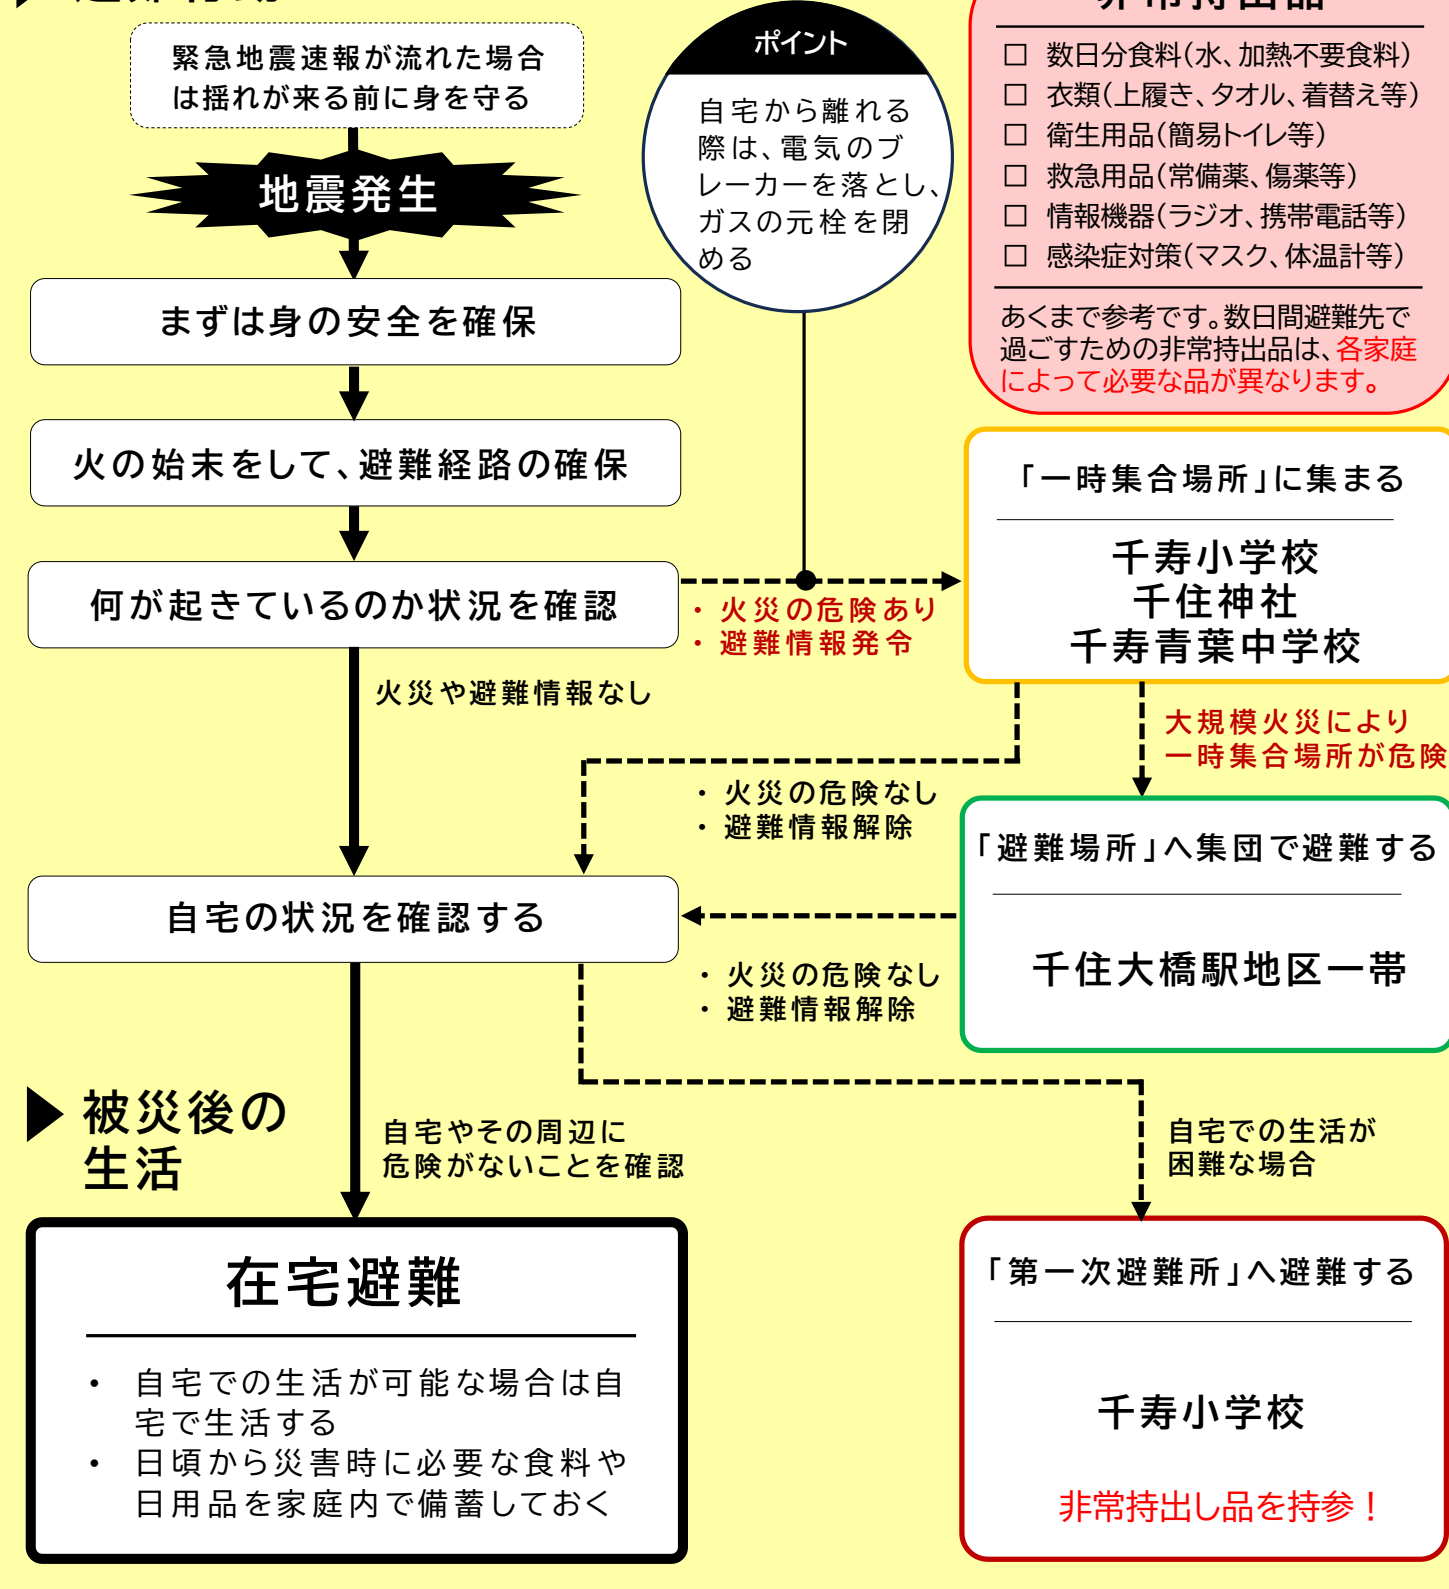 緊急地震速報が流れた場合
は揺れが来る前に身を守る
地震発生
まずは身の安全を確保
火の始末をして、避難経路の確保
何が起きているのか状況を確認
ポイント
自宅から離れる
際は、電気のブ
レーカーを落とし、
ガスの元栓を閉
める
非常持出品
□ 数日分食料(水、加熱不要食料)
□ 衣類(上履き、タオル、着替え等)
□ 衛生用品(簡易トイレ等)
□ 救急用品(常備薬、傷薬等)
□ 情報機器(ラジオ、携帯電話等)
□ 感染症対策(マスク、体温計等)
あくまで参考です。数日間避難先で
過ごすための非常持出品は、各家庭
によって必要な品が異なります。
・火災の危険あり
・避難情報発令
「一時集合場所」に集まる
千寿小学校
千住神社
千寿青葉中学校
火災や避難情報なし
大規模火災により
一時集合場所が危険
・火災の危険なし
・避難情報解除
「避難場所」へ集団で避難する
千住大橋駅地区一帯
自宅の状況を確認する
・火災の危険なし
・避難情報解除
▶ 被災後の
生活
自宅やその周辺に
危険がないことを確認
自宅での生活が
困難な場合
在宅避難
・自宅での生活が可能な場合は自
宅で生活する
・日頃から災害時に必要な食料や
日用品を家庭内で備蓄しておく
「第一次避難所」へ避難する
千寿小学校
非常持出し品を持参！